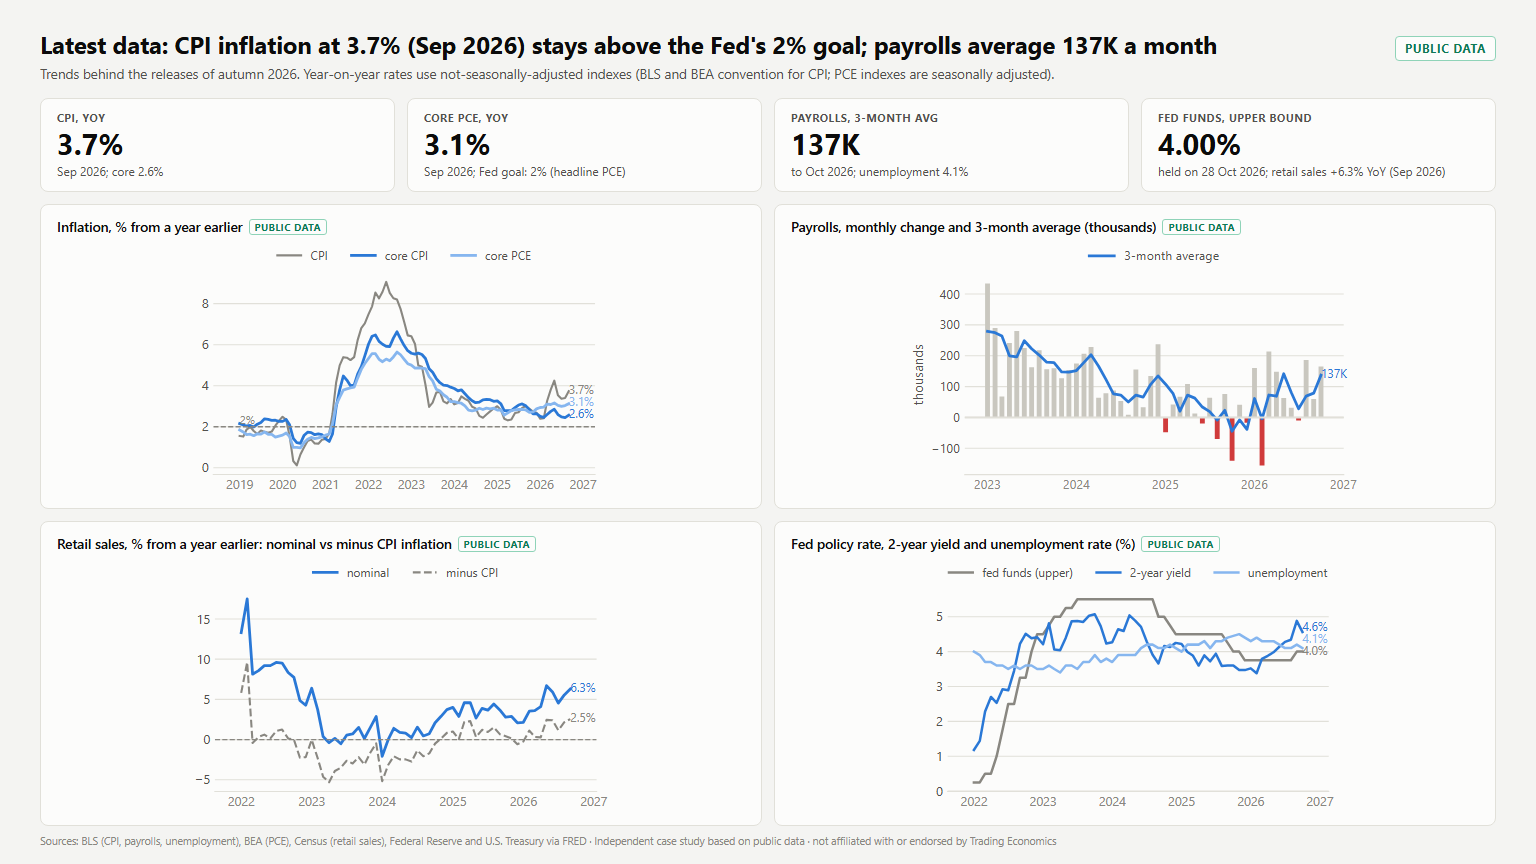 Latest data: CPI inflation at 3.7% (Sep 2026) stays above the Fed's 2% goal; payrolls average 137K a month
PUBLIC DATA
Trends behind the releases of autumn 2026. Year-on-year rates use not-seasonally-adjusted indexes (BLS and BEA convention for CPI; PCE indexes are seasonally adjusted).
CPI, YOY
3.7%
Sep 2026; core 2.6%
CORE PCE, YOY
3.1%
Sep 2026; Fed goal: 2% (headline PCE)
PAYROLLS, 3-MONTH AVG
137K
to Oct 2026; unemployment 4.1%
FED FUNDS, UPPER BOUND
4.00%
held on 28 Oct 2026; retail sales +6.3% YoY (Sep 2026)
Inflation, % from a year earlier PUBLIC DATA
CPI core CPI core PCE
8
6
4
2
0
2%
3.7%
3.1%
2.6%
2019 2020 2021 2022 2023 2024 2025 2026 2027
Payrolls, monthly change and 3-month average (thousands) PUBLIC DATA
3-month average
thousands
400
300
200
100
0
−100
137K
2023 2024 2025 2026 2027
Retail sales, % from a year earlier: nominal vs minus CPI inflation PUBLIC DATA
nominal minus CPI
15
10
5
0
−5
6.3%
2.5%
2022 2023 2024 2025 2026 2027
Fed policy rate, 2-year yield and unemployment rate (%) PUBLIC DATA
fed funds (upper) 2-year yield unemployment
5
4
3
2
1
0
4.6%
4.1%
4.0%
2022 2023 2024 2025 2026 2027
Sources: BLS (CPI, payrolls, unemployment), BEA (PCE), Census (retail sales), Federal Reserve and U.S. Treasury via FRED · Independent case study based on public data · not affiliated with or endorsed by Trading Economics